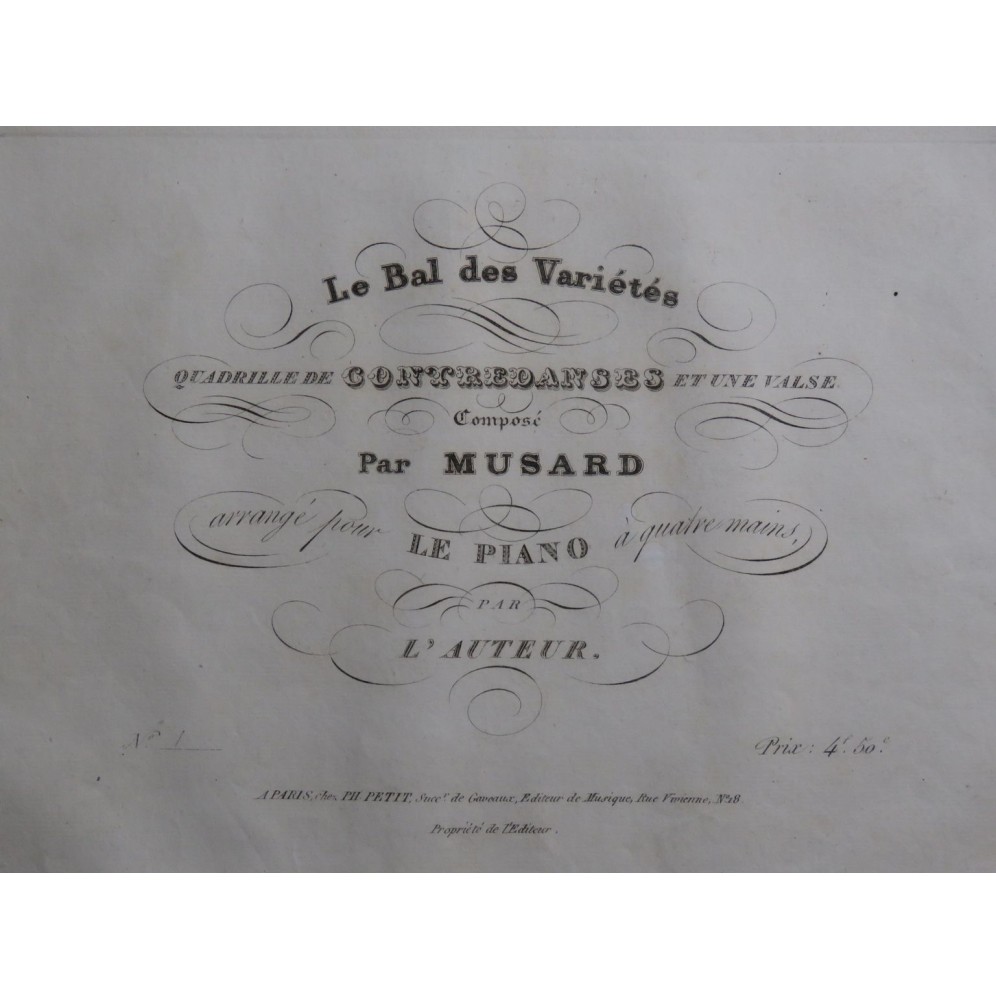 Le Bal des Variétés
QUADRILLE DE CONTREDANSES ET UNE VALSE.
Composé
Par MUSARD
arrangé pour LE PIANO à quatre mains,
PAR
L'AUTEUR.
N.º 1
Prix: 4.f 50.c
A PARIS, chez PH. PETIT, Succ.r de Gaveaux, Editeur de Musique, Rue Vivienne, N.º 18
Propriété de l'Editeur.